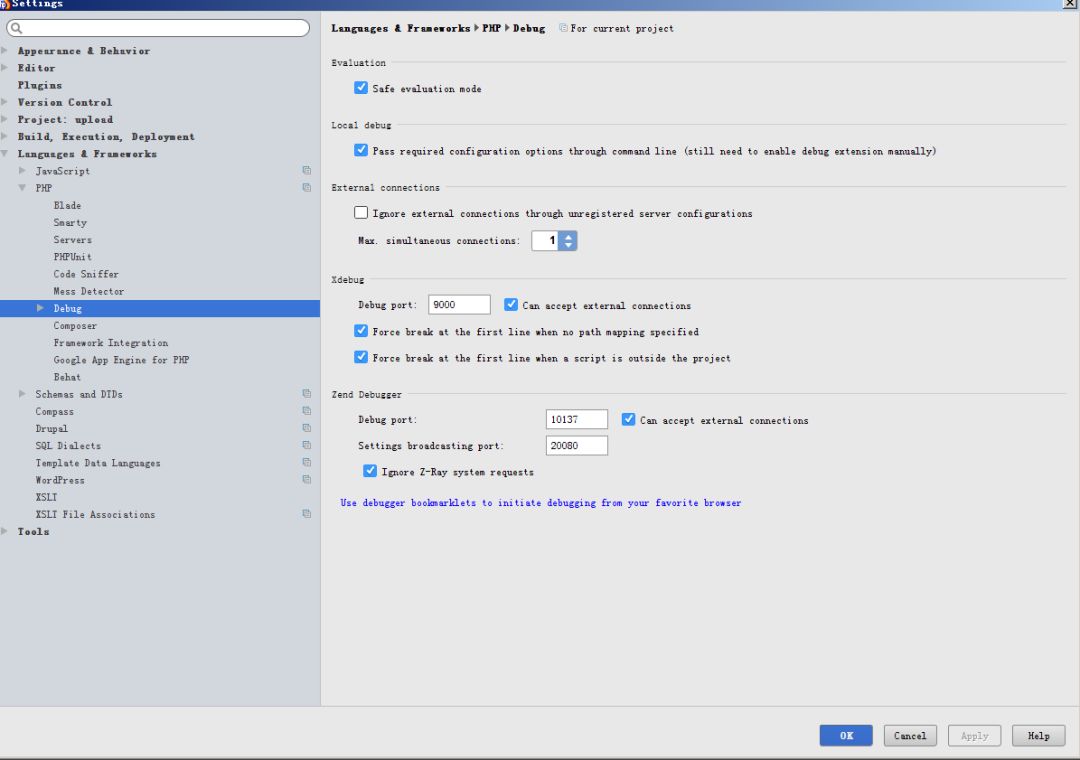 Settings
Appearance & Behavior
Editor
Plugins
Version Control
Project: upload
Build, Execution, Deployment
Languages & Frameworks
JavaScript
PHP
Blade
Smarty
Servers
PHPUnit
Code Sniffer
Mess Detector
Debug
Composer
Framework Integration
Google App Engine for PHP
Behat
Schemas and DTDs
Compass
Drupal
SQL Dialects
Template Data Languages
WordPress
XSLT
XSLT File Associations
Tools
Languages & Frameworks PHP Debug For current project
Evaluation
Safe evaluation mode
Local debug
Pass required configuration options through command line (still need to enable debug extension manually)
External connections
Ignore external connections through unregistered server configurations
Max. simultaneous connections: 1
Xdebug
Debug port: 9000 Can accept external connections
Force break at the first line when no path mapping specified
Force break at the first line when a script is outside the project
Zend Debugger
Debug port: 10137 Can accept external connections
Settings broadcasting port: 20080
Ignore Z-Ray system requests
Use debugger bookmarklets to initiate debugging from your favorite browser
OK Cancel Apply Help